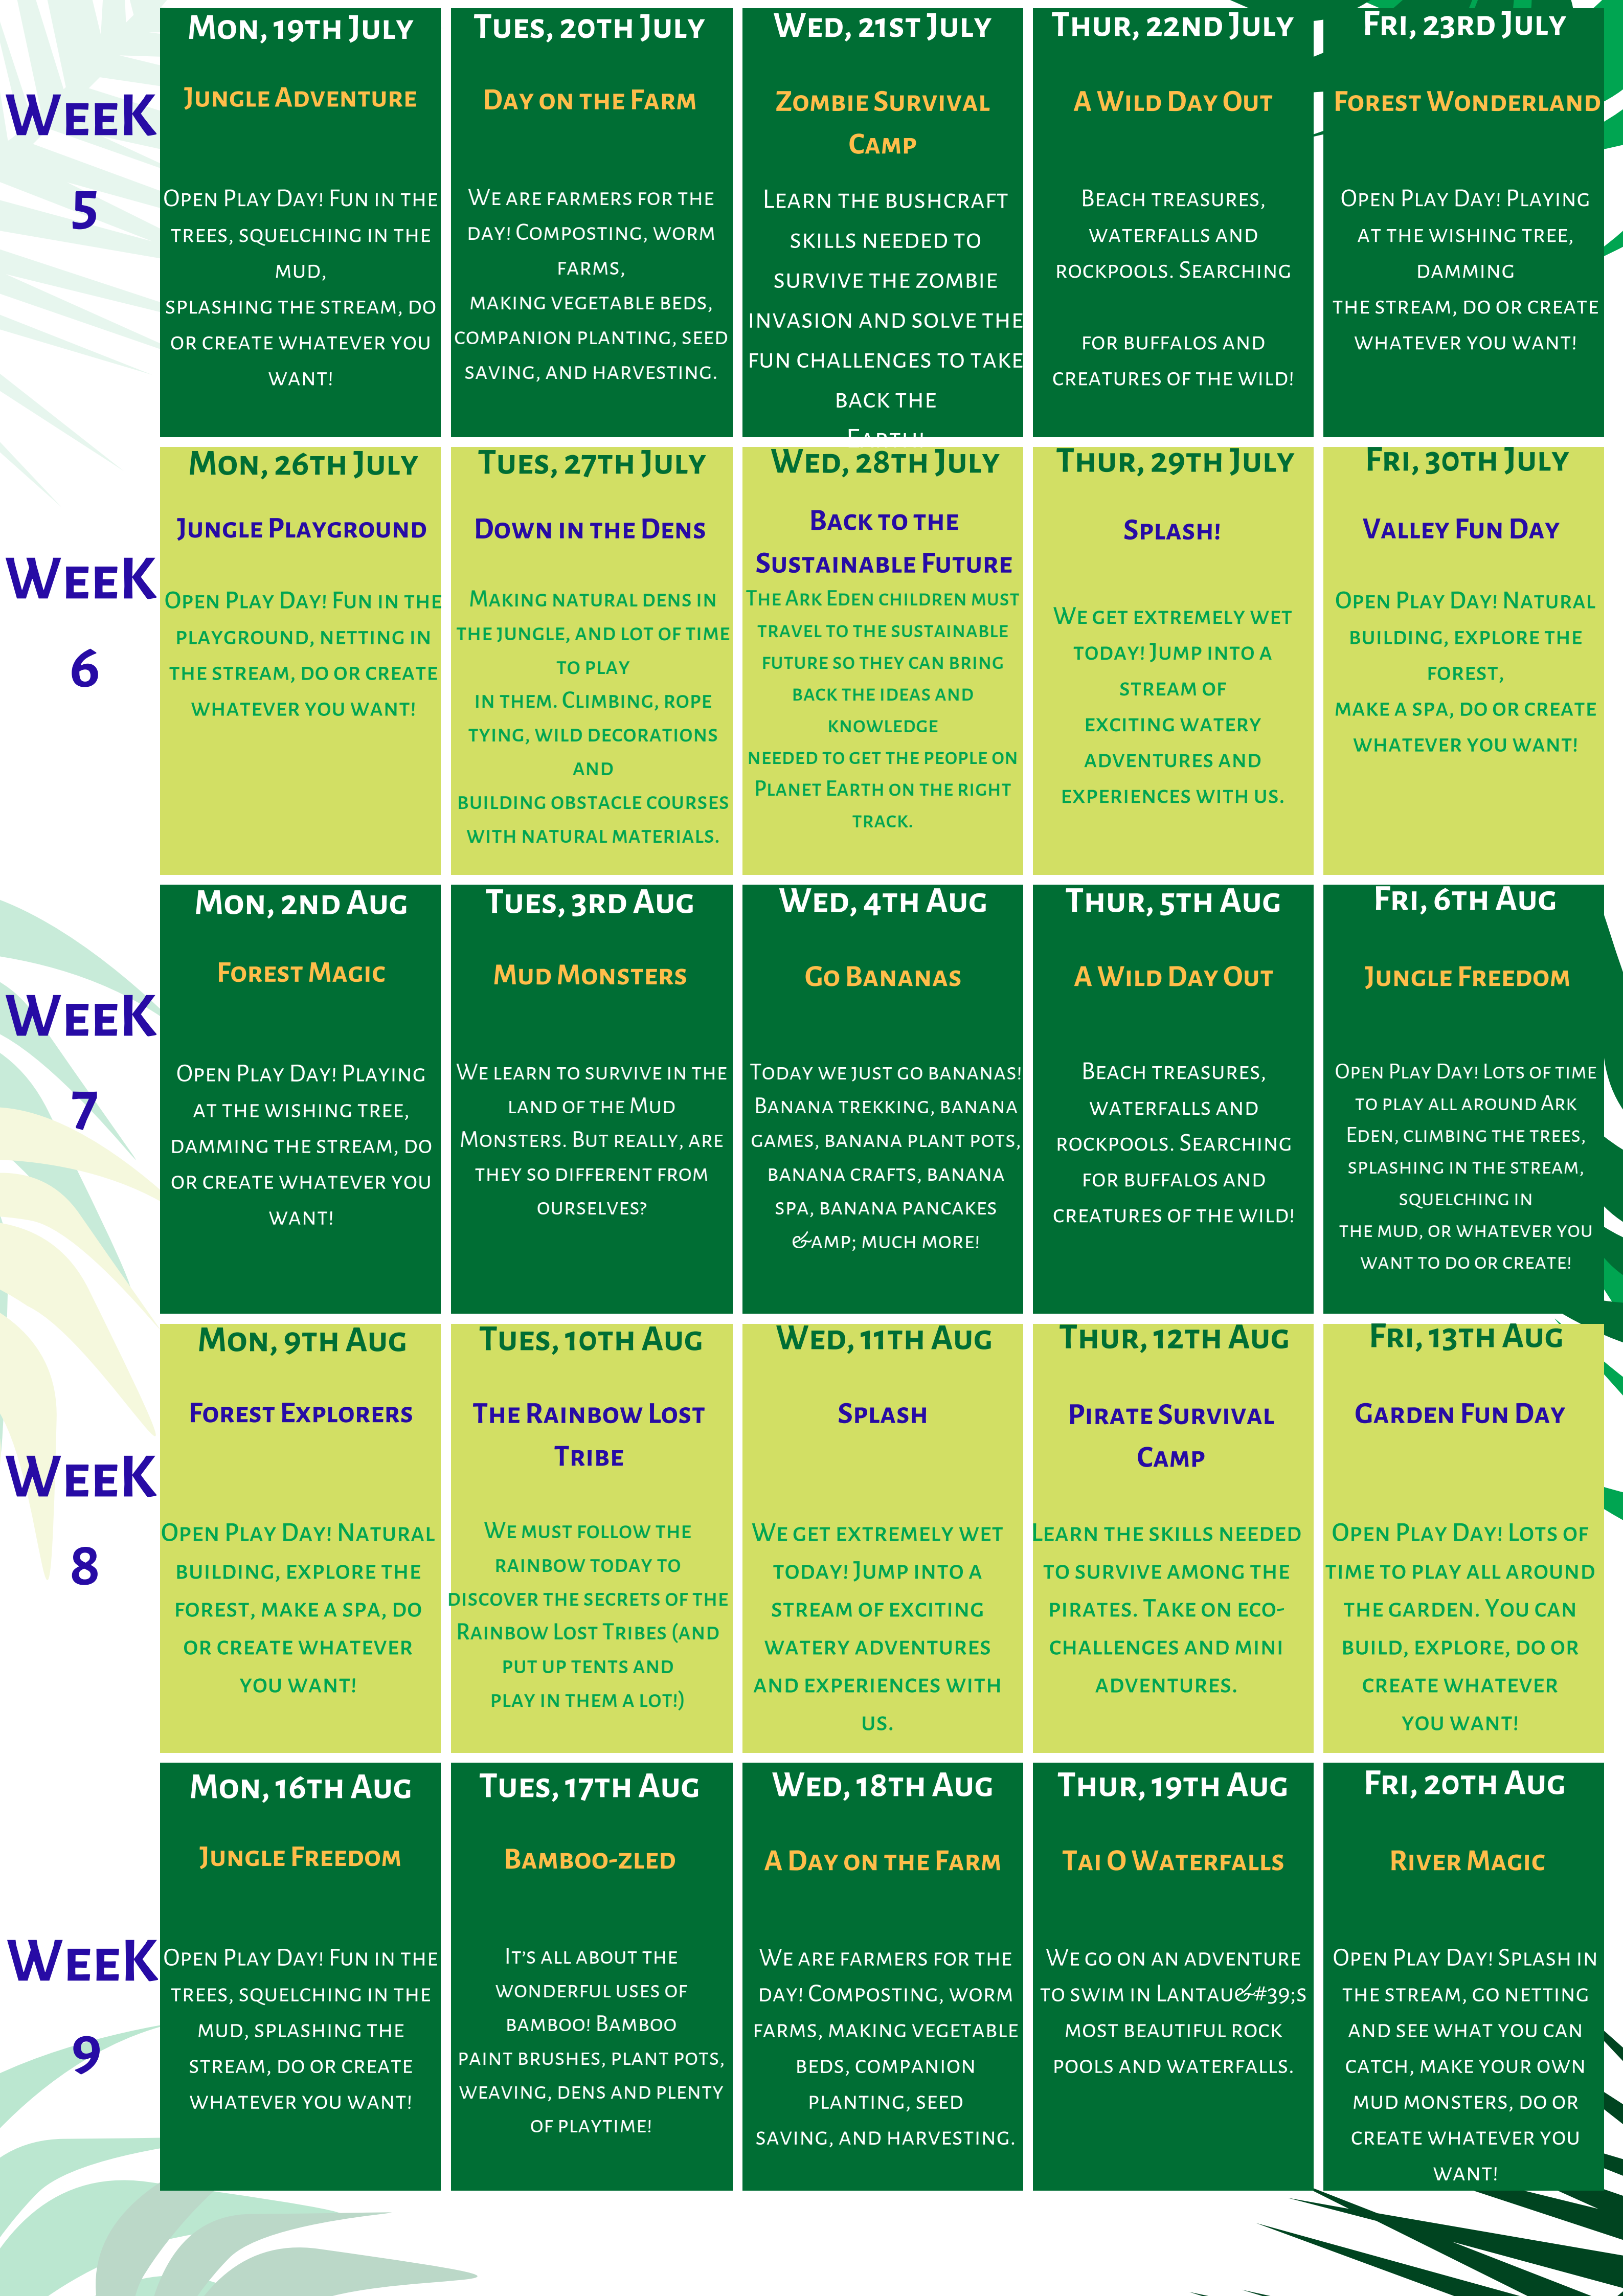 Week
5
Mon, 19th July
Jungle Adventure
Open Play Day! Fun in the
trees, squelching in the
mud,
splashing the stream, do
or create whatever you
want!
Tues, 20th July
Day on the Farm
We are farmers for the
day! Composting, worm
farms,
making vegetable beds,
companion planting, seed
saving, and harvesting.
Wed, 21st July
Zombie Survival
Camp
Learn the bushcraft
skills needed to
survive the zombie
invasion and solve the
fun challenges to take
back the
Earth!
Thur, 22nd July
A Wild Day Out
Beach treasures,
waterfalls and
rockpools. Searching
for buffalos and
creatures of the wild!
Fri, 23rd July
Forest Wonderland
Open Play Day! Playing
at the wishing tree,
damming
the stream, do or create
whatever you want!
Week
6
Mon, 26th July
Jungle Playground
Open Play Day! Fun in the
playground, netting in
the stream, do or create
whatever you want!
Tues, 27th July
Down in the Dens
Making natural dens in
the jungle, and lot of time
to play
in them. Climbing, rope
tying, wild decorations
and
building obstacle courses
with natural materials.
Wed, 28th July
Back to the
Sustainable Future
The Ark Eden children must
travel to the sustainable
future so they can bring
back the ideas and
knowledge
needed to get the people on
Planet Earth on the right
track.
Thur, 29th July
Splash!
We get extremely wet
today! Jump into a
stream of
exciting watery
adventures and
experiences with us.
Fri, 30th July
Valley Fun Day
Open Play Day! Natural
building, explore the
forest,
make a spa, do or create
whatever you want!
Week
7
Mon, 2nd Aug
Forest Magic
Open Play Day! Playing
at the wishing tree,
damming the stream, do
or create whatever you
want!
Tues, 3rd Aug
Mud Monsters
We learn to survive in the
land of the Mud
Monsters. But really, are
they so different from
ourselves?
Wed, 4th Aug
Go Bananas
Today we just go bananas!
Banana trekking, banana
games, banana plant pots,
banana crafts, banana
spa, banana pancakes
&amp; much more!
Thur, 5th Aug
A Wild Day Out
Beach treasures,
waterfalls and
rockpools. Searching
for buffalos and
creatures of the wild!
Fri, 6th Aug
Jungle Freedom
Open Play Day! Lots of time
to play all around Ark
Eden, climbing the trees,
splashing in the stream,
squelching in
the mud, or whatever you
want to do or create!
Week
8
Mon, 9th Aug
Forest Explorers
Open Play Day! Natural
building, explore the
forest, make a spa, do
or create whatever
you want!
Tues, 10th Aug
The Rainbow Lost
Tribe
We must follow the
rainbow today to
discover the secrets of the
Rainbow Lost Tribes (and
put up tents and
play in them a lot!)
Wed, 11th Aug
Splash
We get extremely wet
today! Jump into a
stream of exciting
watery adventures
and experiences with
us.
Thur, 12th Aug
Pirate Survival
Camp
Learn the skills needed
to survive among the
pirates. Take on eco-
challenges and mini
adventures.
Fri, 13th Aug
Garden Fun Day
Open Play Day! Lots of
time to play all around
the garden. You can
build, explore, do or
create whatever
you want!
Week
9
Mon, 16th Aug
Jungle Freedom
Open Play Day! Fun in the
trees, squelching in the
mud, splashing the
stream, do or create
whatever you want!
Tues, 17th Aug
Bamboo-zled
It's all about the
wonderful uses of
bamboo! Bamboo
paint brushes, plant pots,
weaving, dens and plenty
of playtime!
Wed, 18th Aug
A Day on the Farm
We are farmers for the
day! Composting, worm
farms, making vegetable
beds, companion
planting, seed
saving, and harvesting.
Thur, 19th Aug
Tai O Waterfalls
We go on an adventure
to swim in Lantau&#39;s
most beautiful rock
pools and waterfalls.
Fri, 20th Aug
River Magic
Open Play Day! Splash in
the stream, go netting
and see what you can
catch, make your own
mud monsters, do or
create whatever you
want!